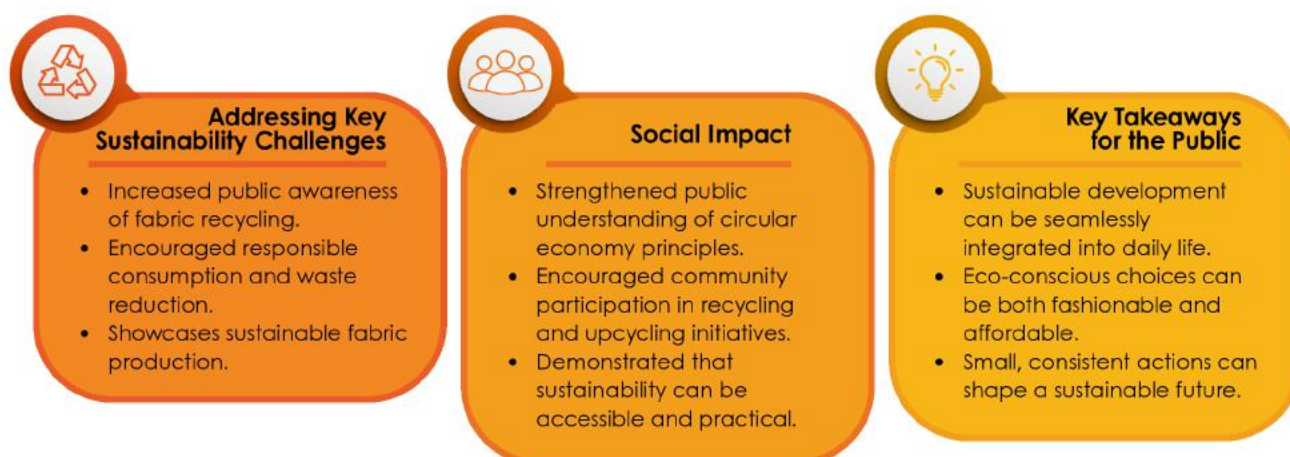 Addressing Key
Sustainability Challenges
• Increased public awareness
of fabric recycling.
• Encouraged responsible
consumption and waste
reduction.
• Showcases sustainable fabric
production.
Social Impact
• Strengthened public
understanding of circular
economy principles.
• Encouraged community
participation in recycling
and upcycling initiatives.
• Demonstrated that
sustainability can be
accessible and practical.
Key Takeaways
for the Public
• Sustainable development
can be seamlessly
integrated into daily life.
• Eco-conscious choices can
be both fashionable and
affordable.
• Small, consistent actions can
shape a sustainable future.